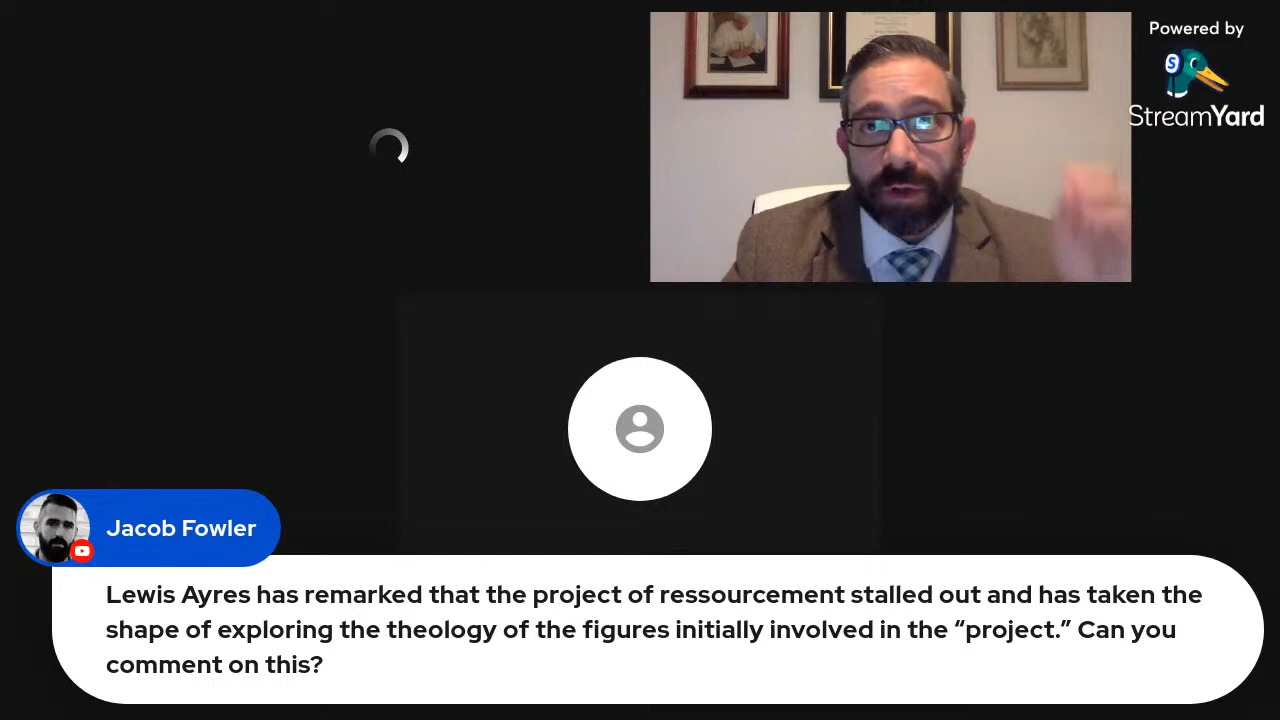 Powered by
StreamYard
Jacob Fowler
Lewis Ayres has remarked that the project of ressourcement stalled out and has taken the
shape of exploring the theology of the figures initially involved in the “project.” Can you
comment on this?